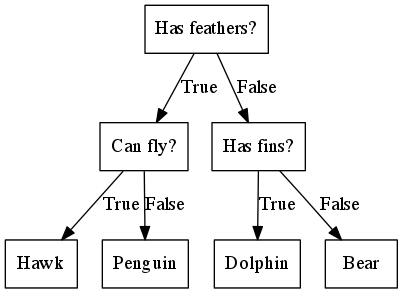 Has feathers?
True
False
Can fly?
Has fins?
True
False
True
False
Hawk
Penguin
Dolphin
Bear